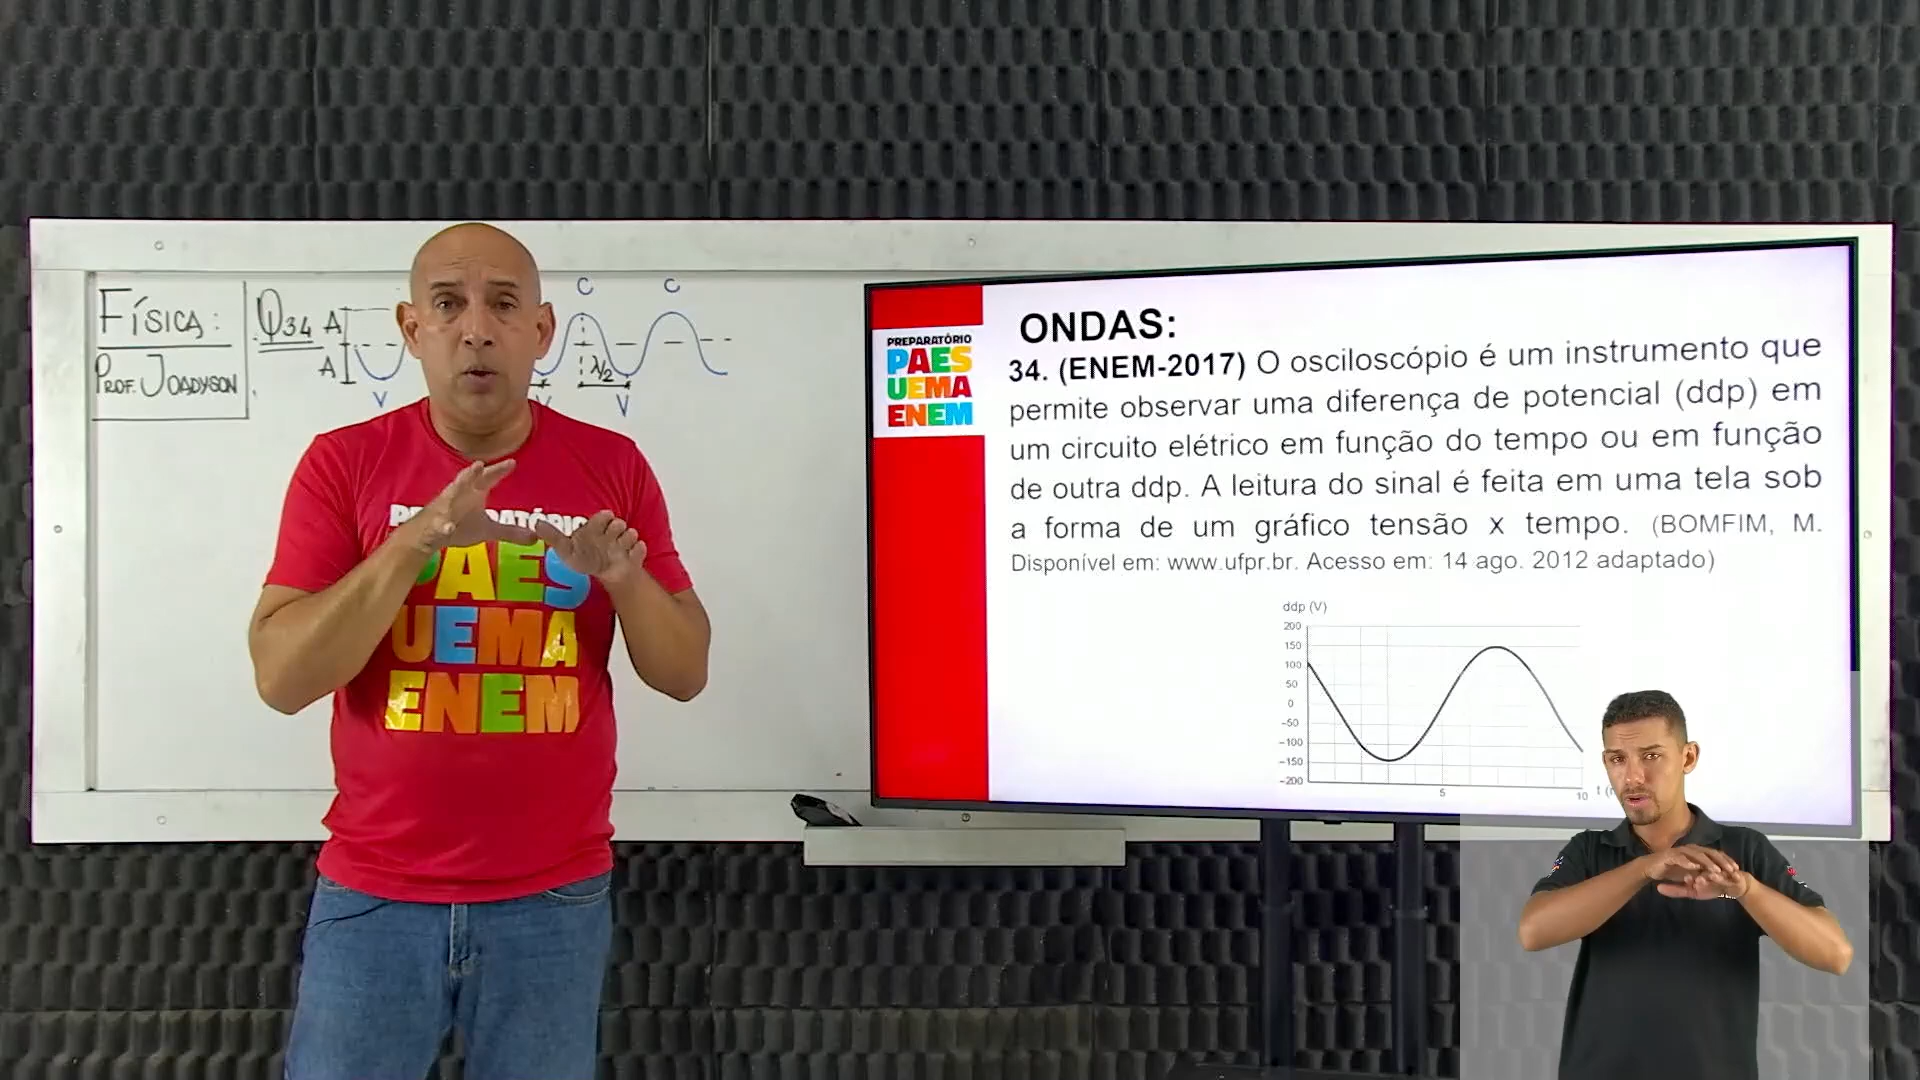 FÍSICA:
PROF. JOADYSON
Q34
A
A
C
C
λ/2
V
V
V
PREPARATÓRIO
PAES
UEMA
ENEM
PREPARATÓRIO
PAES
UEMA
ENEM
ONDAS:
34. (ENEM-2017) O osciloscópio é um instrumento que
permite observar uma diferença de potencial (ddp) em
um circuito elétrico em função do tempo ou em função
de outra ddp. A leitura do sinal é feita em uma tela sob
a forma de um gráfico tensão x tempo. (BOMFIM, M.
Disponível em: www.ufpr.br. Acesso em: 14 ago. 2012 adaptado)
ddp (V)
200
150
100
50
0
−50
−100
−150
−200
5
10
t